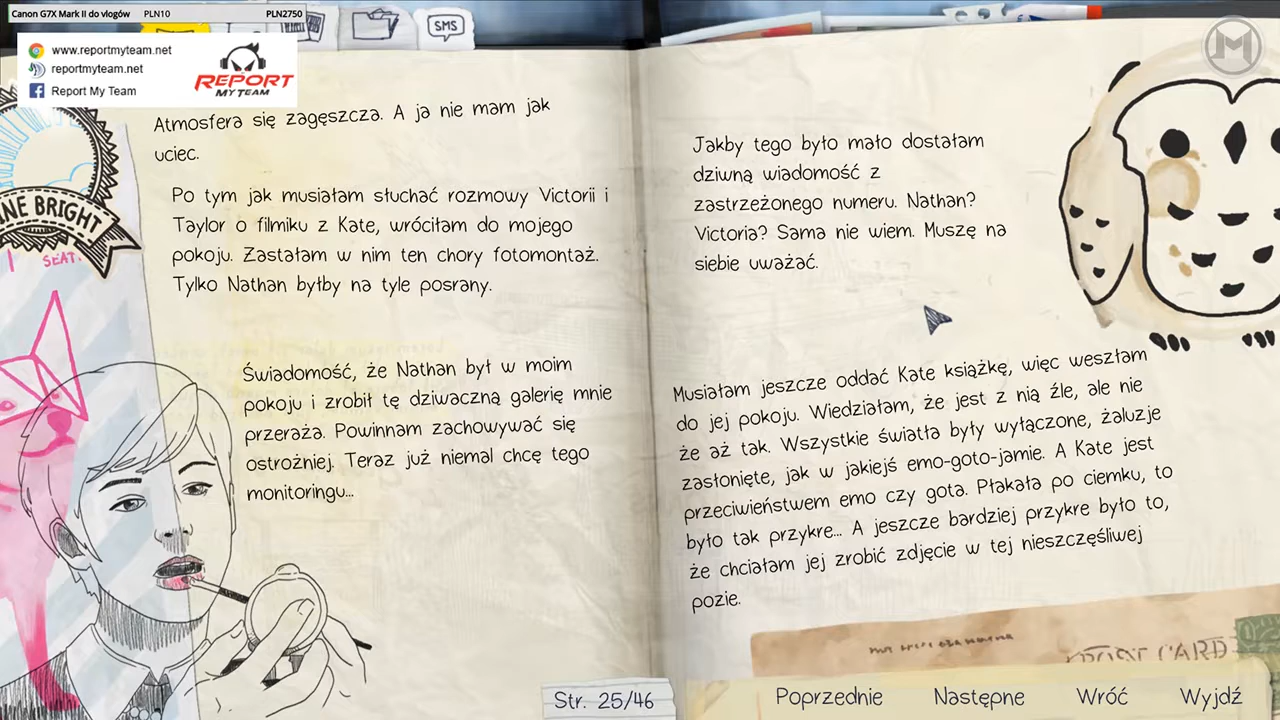 Canon G7X Mark II do vlogów PLN10 PLN2750
SMS
www.reportmyteam.net
reportmyteam.net
Report My Team
REPORT
MY TEAM
M
Atmosfera się zagęszcza. A ja nie mam jak
uciec.
Po tym jak musiałam słuchać rozmowy Victorii i
Taylor o filmiku z Kate, wróciłam do mojego
pokoju. Zastałam w nim ten chory fotomontaż.
Tylko Nathan byłby na tyle posrany.
INE BRIGHT
SEAT.
Świadomość, że Nathan był w moim
pokoju i zrobił tę dziwaczną galerię mnie
przeraża. Powinnam zachowywać się
ostrożniej. Teraz już niemal chcę tego
monitoringu...
Jakby tego było mało dostałam
dziwną wiadomość z
zastrzeżonego numeru. Nathan?
Victoria? Sama nie wiem. Muszę na
siebie uważać.
Musiałam jeszcze oddać Kate książkę, więc weszłam
do jej pokoju. Wiedziałam, że jest z nią źle, ale nie
że aż tak. Wszystkie światła były wyłączone, żaluzje
zasłonięte, jak w jakiejś emo-goto-jamie. A Kate jest
przeciwieństwem emo czy gota. Płakała po ciemku, to
było tak przykre... A jeszcze bardziej przykre było to,
że chciałam jej zrobić zdjęcie w tej nieszczęśliwej
pozie.
POST CARD
Str. 25/46
Poprzednie Następne Wróć Wyjdź